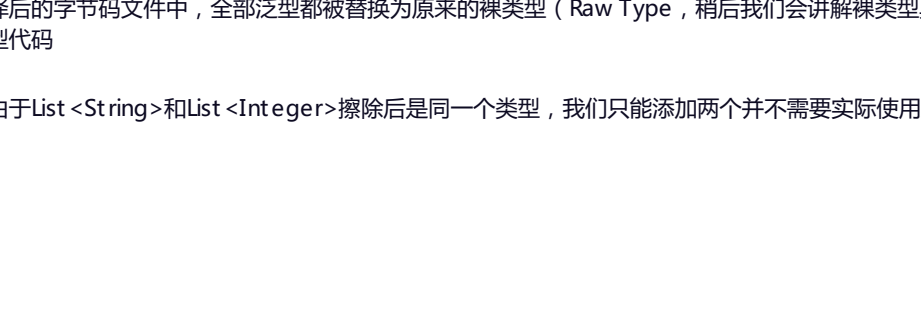 译后的字节码文件中，全部泛型都被替换为原来的裸类型（Raw Type，稍后我们会讲解裸类型
型代码
由于List<String>和List<Integer>擦除后是同一个类型，我们只能添加两个并不需要实际使用